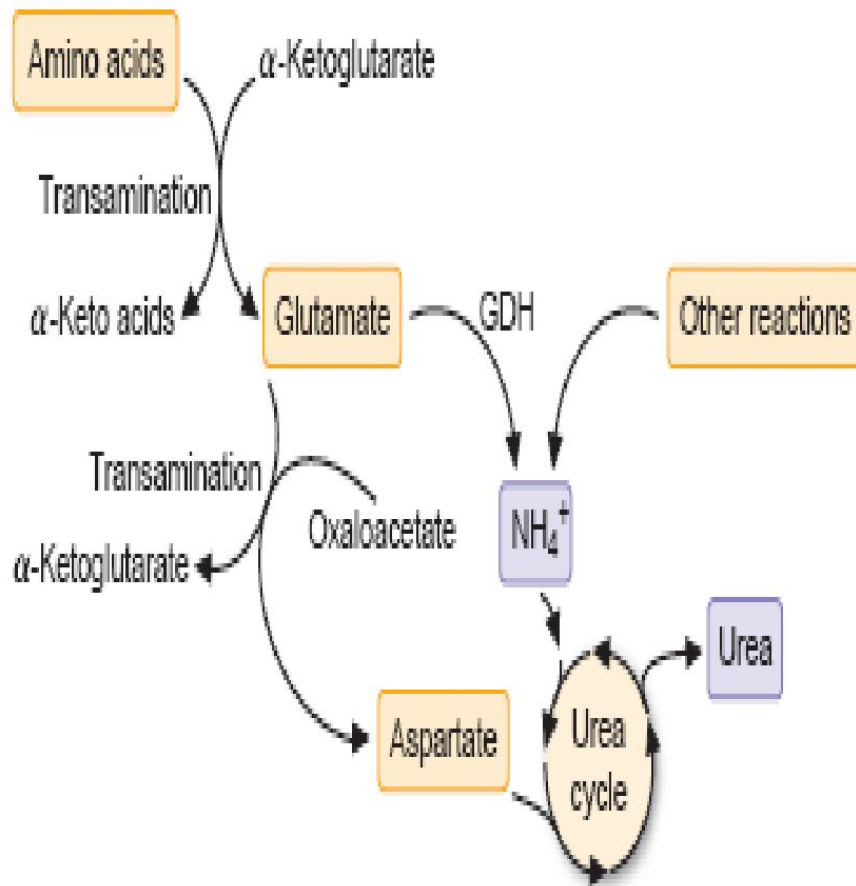 Amino acids
α-Ketoglutarate
Transamination
α-Keto acids
Glutamate
GDH
Other reactions
Transamination
Oxaloacetate
α-Ketoglutarate
NH₄⁺
Urea
Aspartate
Urea
cycle